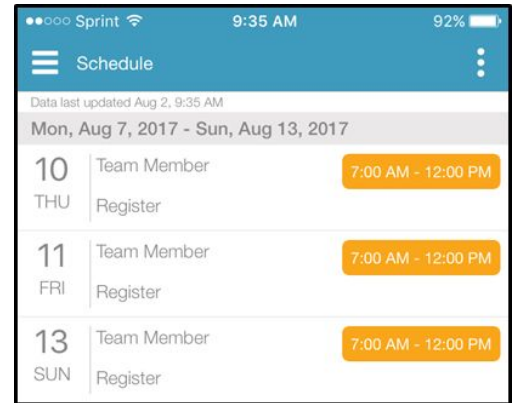 Sprint 9:35 AM 92%
Schedule
Data last updated Aug 2, 9:35 AM
Mon, Aug 7, 2017 - Sun, Aug 13, 2017
10 Team Member 7:00 AM - 12:00 PM
THU Register
11 Team Member 7:00 AM - 12:00 PM
FRI Register
13 Team Member 7:00 AM - 12:00 PM
SUN Register